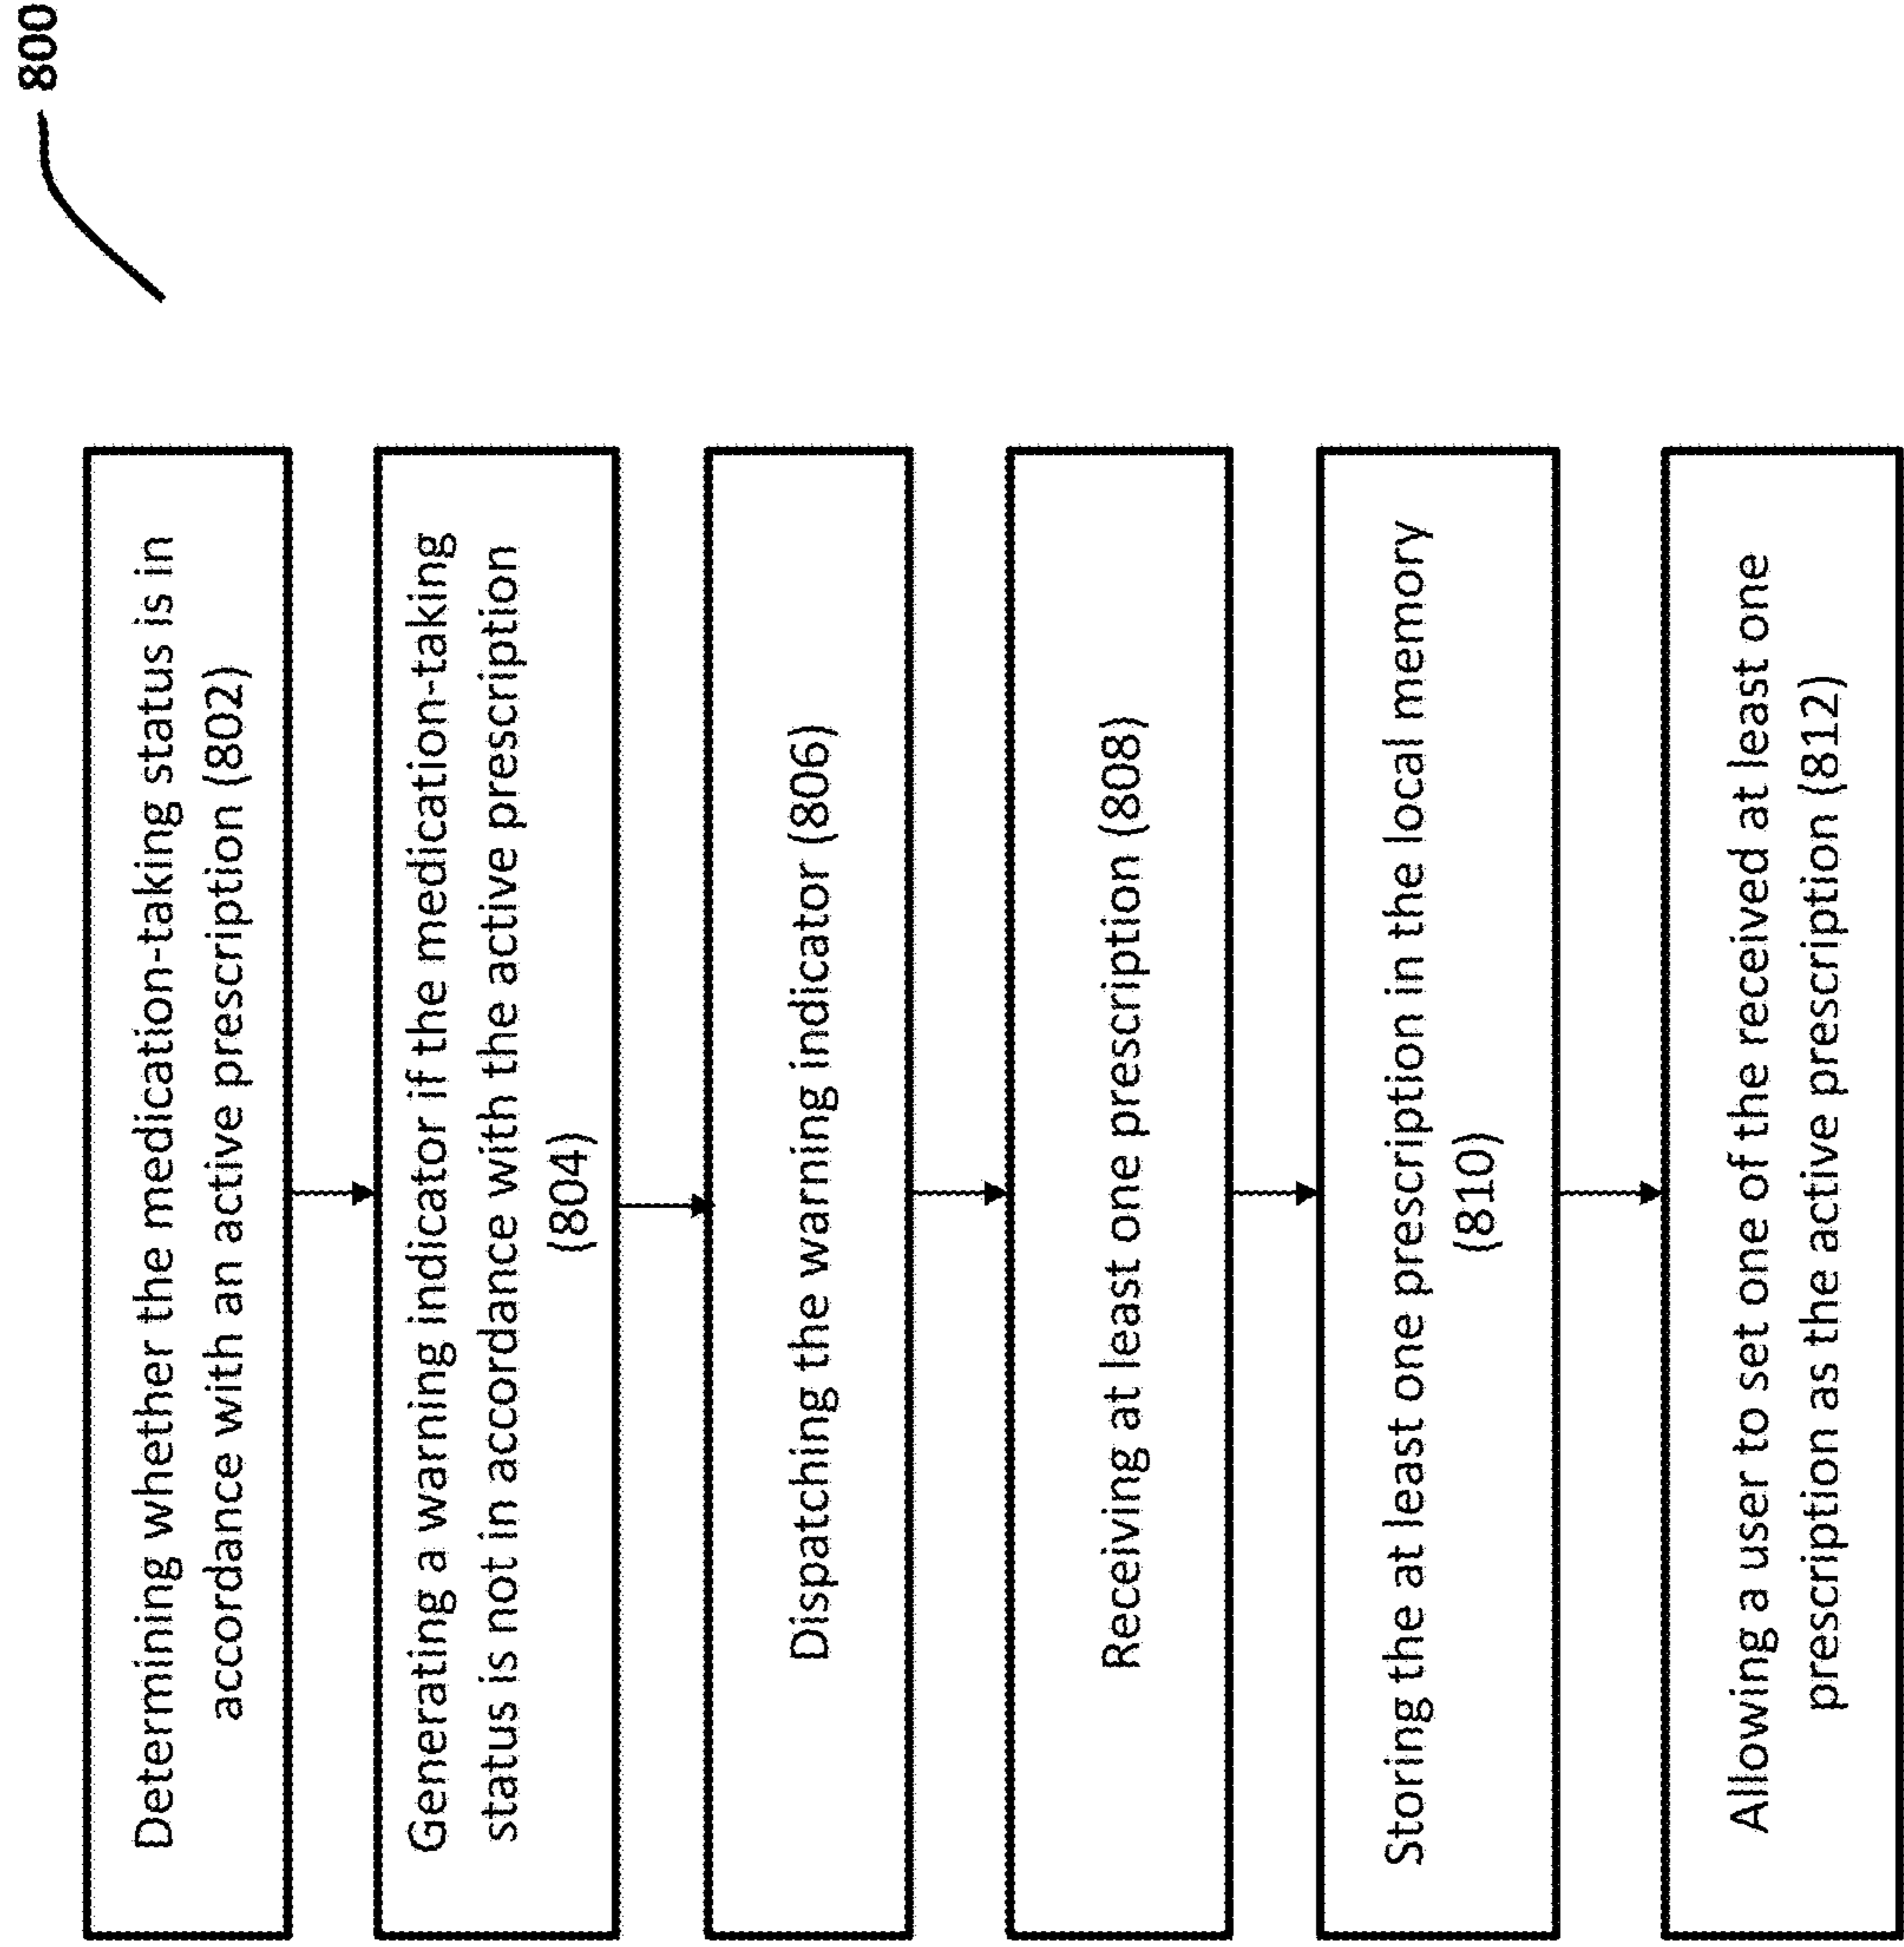 800
Determining whether the medication-taking status is in
accordance with an active prescription (802)
Generating a warning indicator if the medication-taking
status is not in accordance with the active prescription
(804)
Dispatching the warning indicator (806)
Receiving at least one prescription (808)
Storing the at least one prescription in the local memory
(810)
Allowing a user to set one of the received at least one
prescription as the active prescription (812)